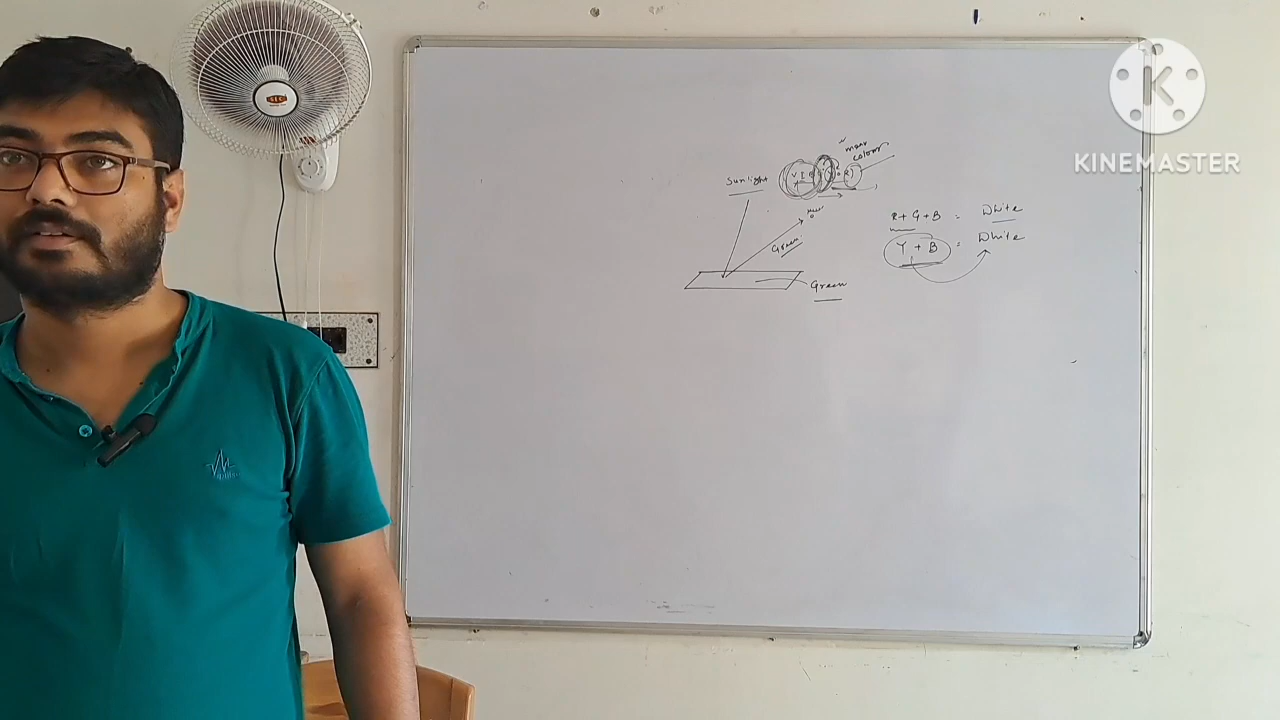 KINEMASTER
more
colour
Sunlight
R + G + B = White
Y + B = White
Green
Green